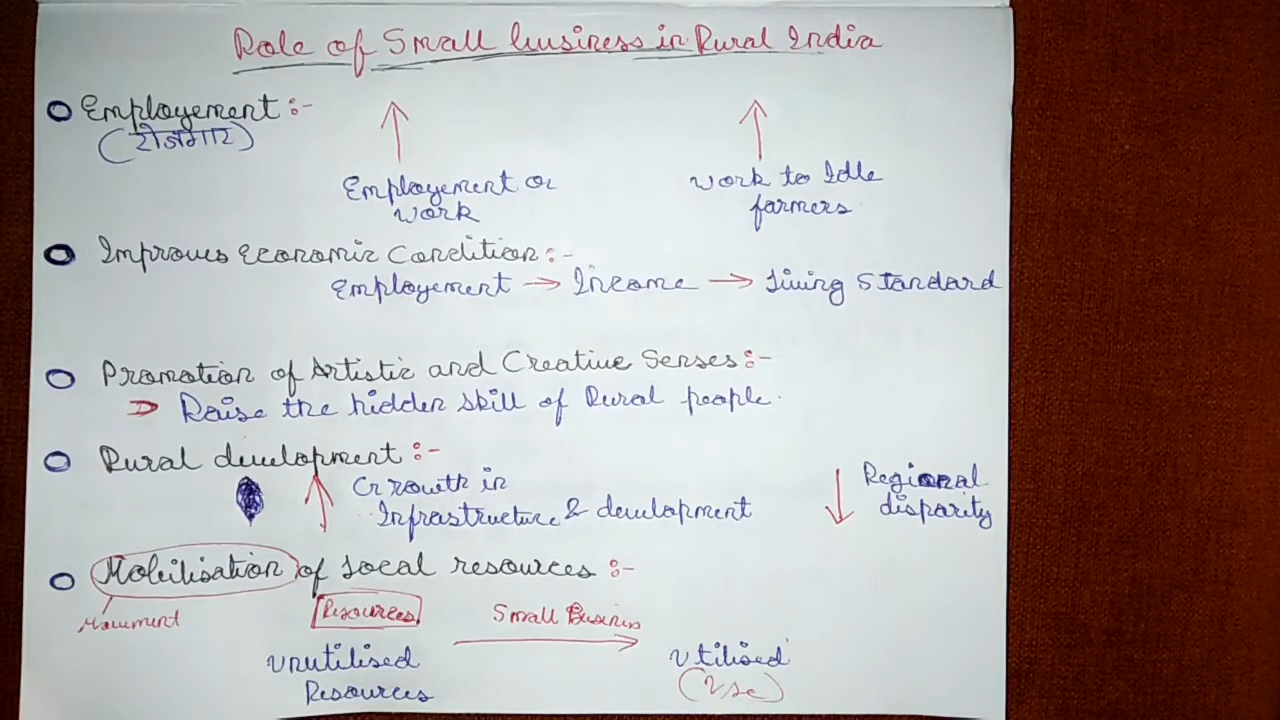 Role of Small business in Rural India
Employement :-
(रोजगार)
Employement or
work
work to Idle
farmers
Improves Economic Condition :-
Employement → Income → Living Standard
Promotion of Artistic and Creative Senses :-
Raise the hidden skill of Rural people.
Rural development :-
Growth in
Infrastructure & development
Regional
disparity
Mobilisation of Local resources :-
Movement
Resources
Small Business
Unutilised
Resources
Utilised
(Use)